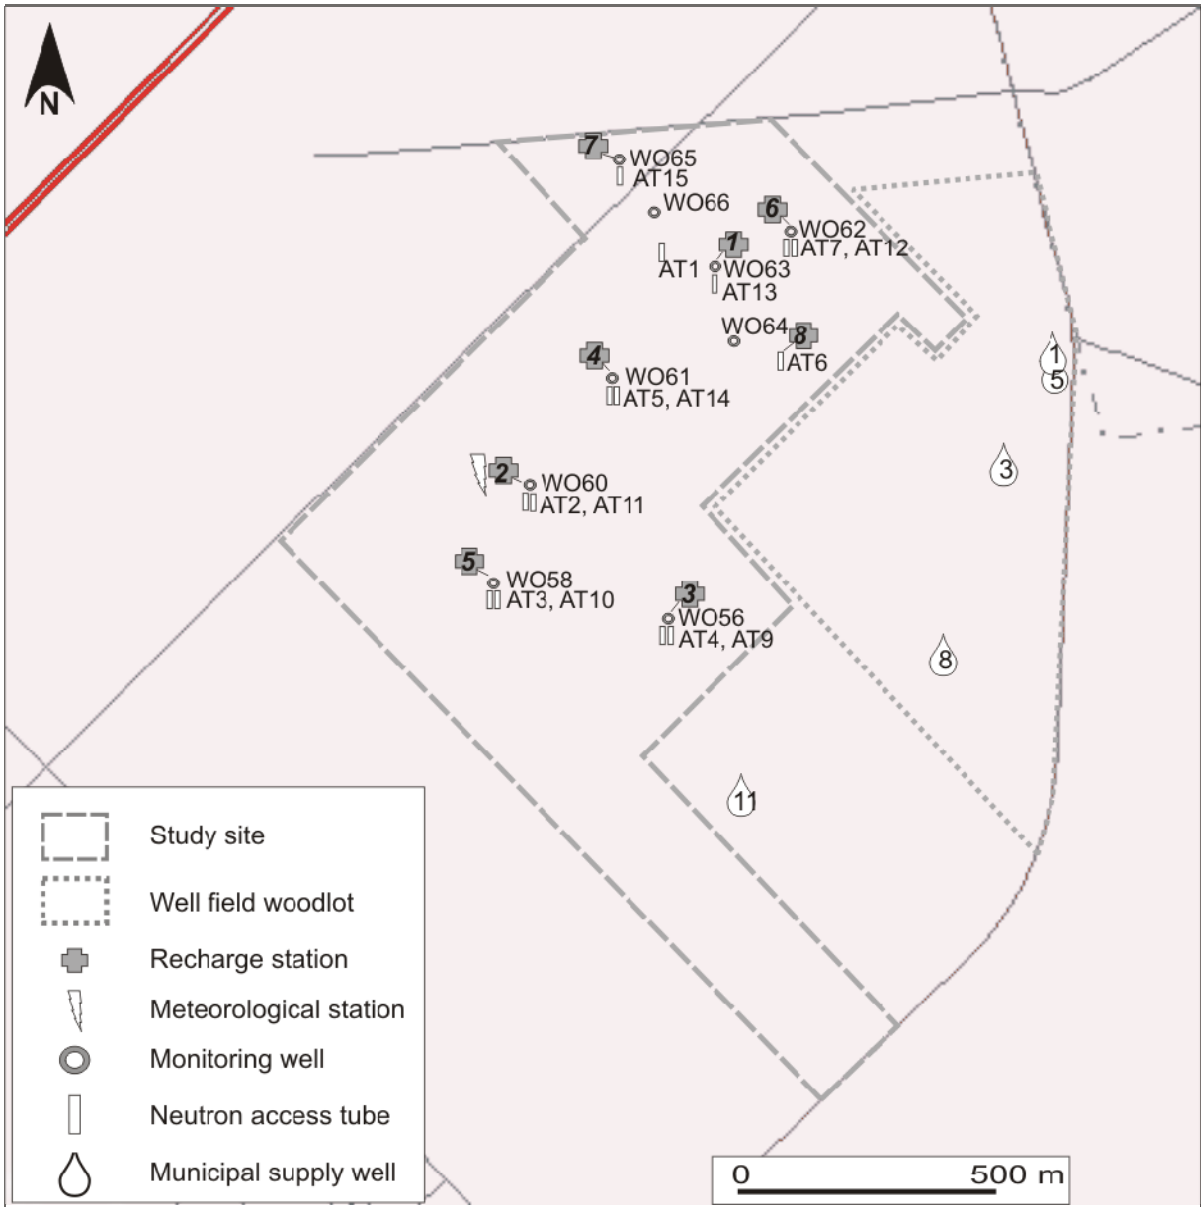 N
7
WO65
AT15
WO66
6
WO62
AT7, AT12
1
AT1
WO63
AT13
WO64
8
AT6
1
5
4
WO61
AT5, AT14
3
2
WO60
AT2, AT11
5
WO58
AT3, AT10
3
WO56
AT4, AT9
8
11
Study site
Well field woodlot
Recharge station
Meteorological station
Monitoring well
Neutron access tube
Municipal supply well
0 500 m